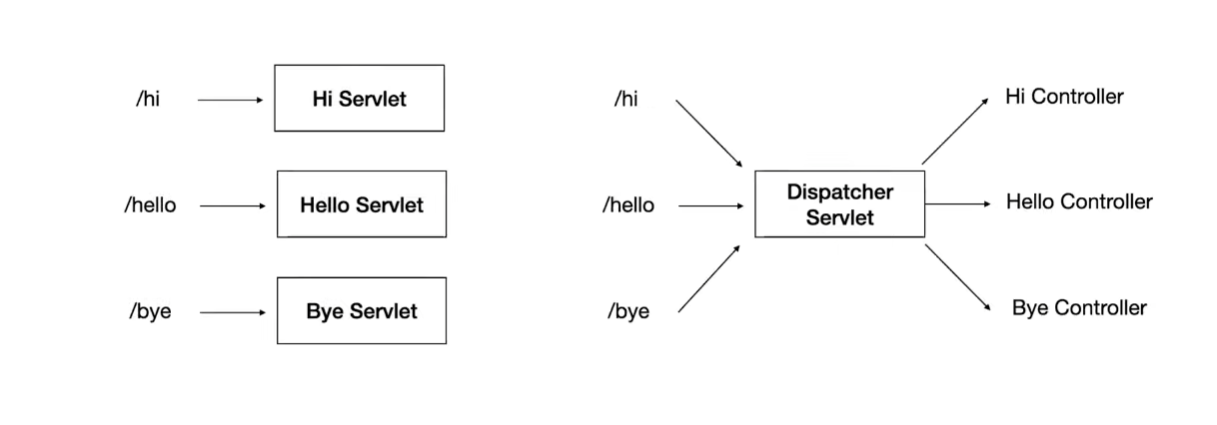 /hi
Hi Servlet
/hello
Hello Servlet
/bye
Bye Servlet
/hi
/hello
/bye
Dispatcher
Servlet
Hi Controller
Hello Controller
Bye Controller